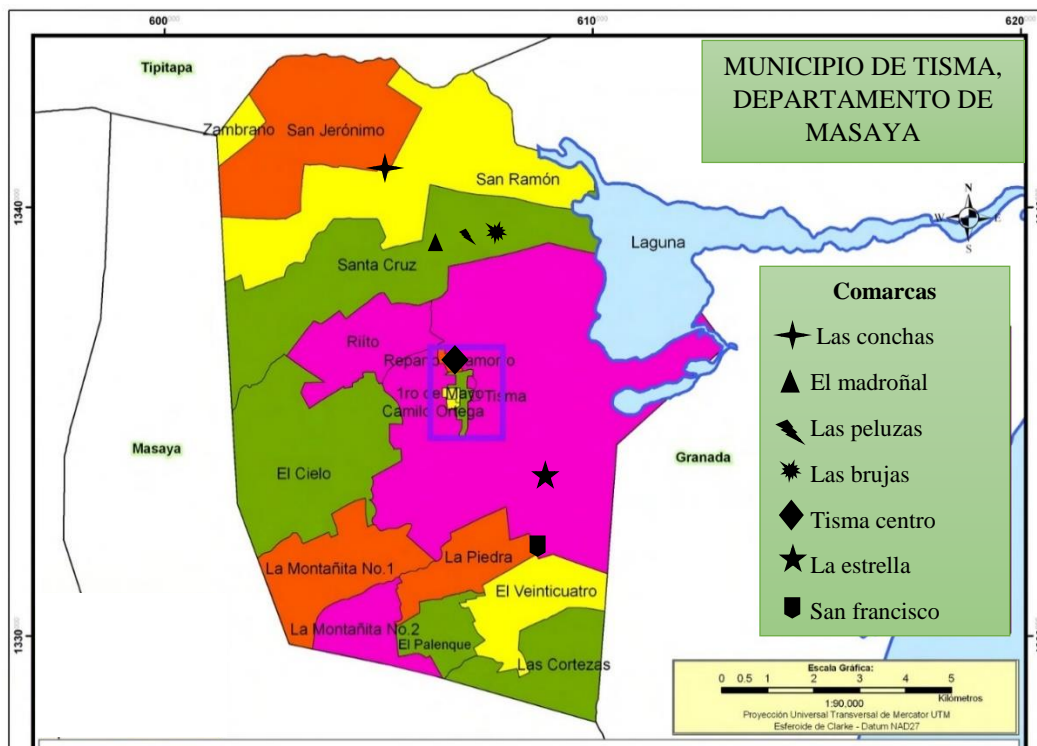 600
610
620
MUNICIPIO DE TISMA,
DEPARTAMENTO DE
MASAYA
Tipitapa
Zambrano
San Jerónimo
San Ramón
1340
N
W
E
S
Laguna
Santa Cruz
Comarcas
Las conchas
El madroñal
Las peluzas
Las brujas
Tisma centro
La estrella
San francisco
Riito
1ro de Mayo
Tisma
Camilo Ortega
Masaya
Granada
El Cielo
La Piedra
La Montañita No.1
El Veinticuatro
La Montañita No.2
El Palenque
Las Cortezas
1330
Escala Gráfica:
0 0.5 1 2 3 4 5
Kilómetros
1:90,000
Proyección Universal Transversal de Mercator UTM
Esferoide de Clarke - Datum NAD27